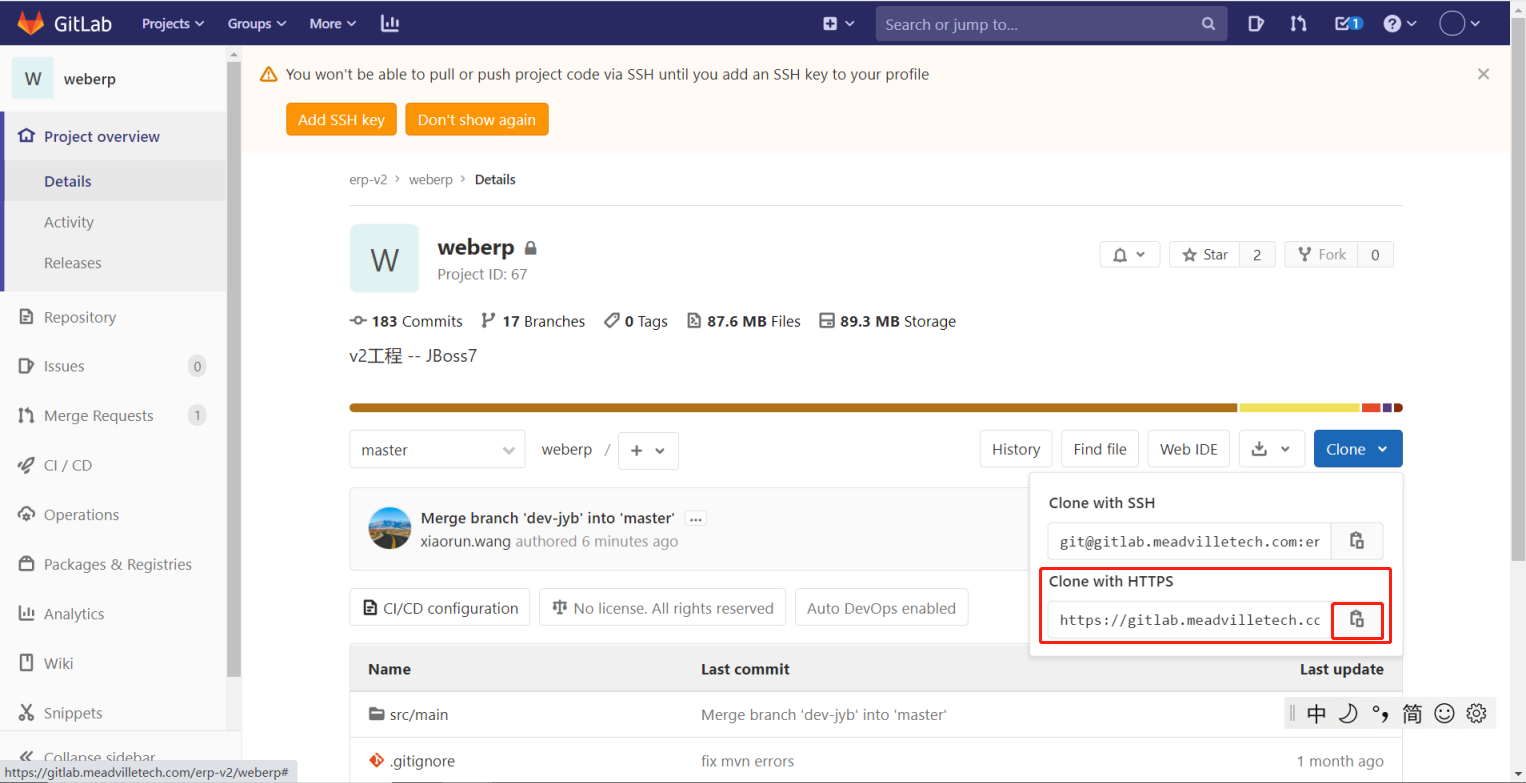 GitLab Projects Groups More Search or jump to... 1
W weberp
Project overview
Details
Activity
Releases
Repository
Issues 0
Merge Requests 1
CI / CD
Operations
Packages & Registries
Analytics
Wiki
Snippets
Collapse sidebar
https://gitlab.meadvilletech.com/erp-v2/weberp#
You won't be able to pull or push project code via SSH until you add an SSH key to your profile
Add SSH key Don't show again
erp-v2 > weberp > Details
W
weberp
Project ID: 67
Star 2 Fork 0
183 Commits 17 Branches 0 Tags 87.6 MB Files 89.3 MB Storage
v2工程 -- JBoss7
master weberp / + History Find file Web IDE Clone
Clone with SSH
git@gitlab.meadvilletech.com:er
Clone with HTTPS
https://gitlab.meadvilletech.cc
Merge branch 'dev-jyb' into 'master' ...
xiaorun.wang authored 6 minutes ago
CI/CD configuration No license. All rights reserved Auto DevOps enabled
Name Last commit Last update
src/main Merge branch 'dev-jyb' into 'master'
中 °, 简
.gitignore fix mvn errors 1 month ago